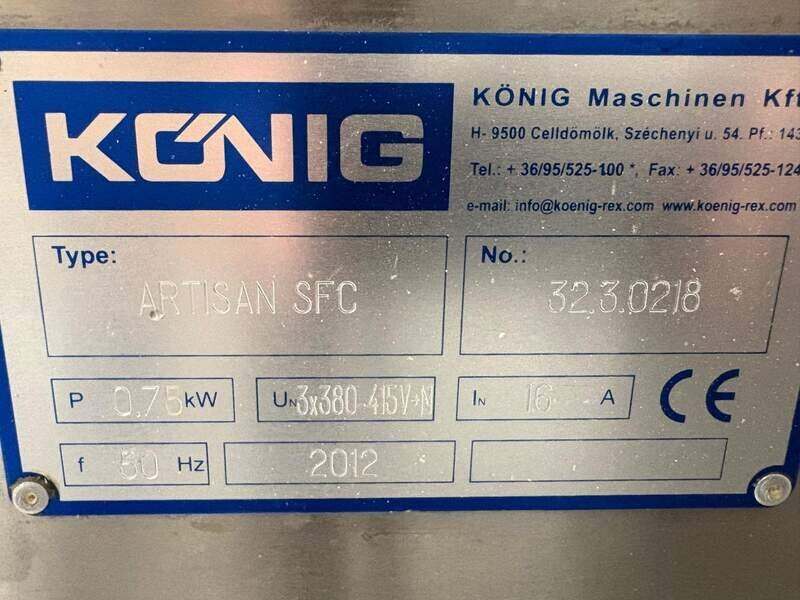 KÖNIG
KÖNIG Maschinen Kft
H- 9500 Celldömölk, Széchenyi u. 54. Pf.: 143
Tel.: + 36/95/525-100 *, Fax: + 36/95/525-124
e-mail: info@koenig-rex.com www.koenig-rex.com
Type:
ARTISAN SFC
No.:
32.3.0218
P 0,75 kW
UN 3x380-415V+N
IN 16 A
CE
f 50 Hz
2012